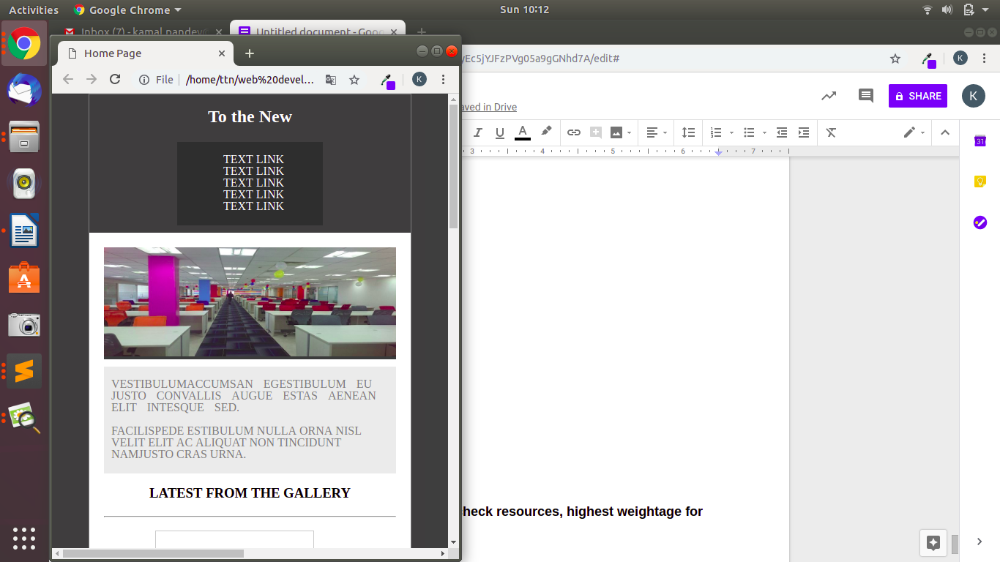 Activities
Google Chrome
Sun 10:12
Inbox (7) - kamal.pandey@
Untitled document - Goog
Home Page
yEc5jYJFzPVg05a9gGNhd7A/edit#
K
File
/home/ttn/web%20devel...
K
To the New
aved in Drive
SHARE
K
TEXT LINK
TEXT LINK
TEXT LINK
TEXT LINK
TEXT LINK
A
3 4 5 6 7
31
VESTIBULUMACCUMSAN EGESTIBULUM EU
JUSTO CONVALLIS AUGUE ESTAS AENEAN
ELIT INTESQUE SED.
FACILISPEDE ESTIBULUM NULLA ORNA NISL
VELIT ELIT AC ALIQUAT NON TINCIDUNT
NAMJUSTO CRAS URNA.
LATEST FROM THE GALLERY
heck resources, highest weightage for